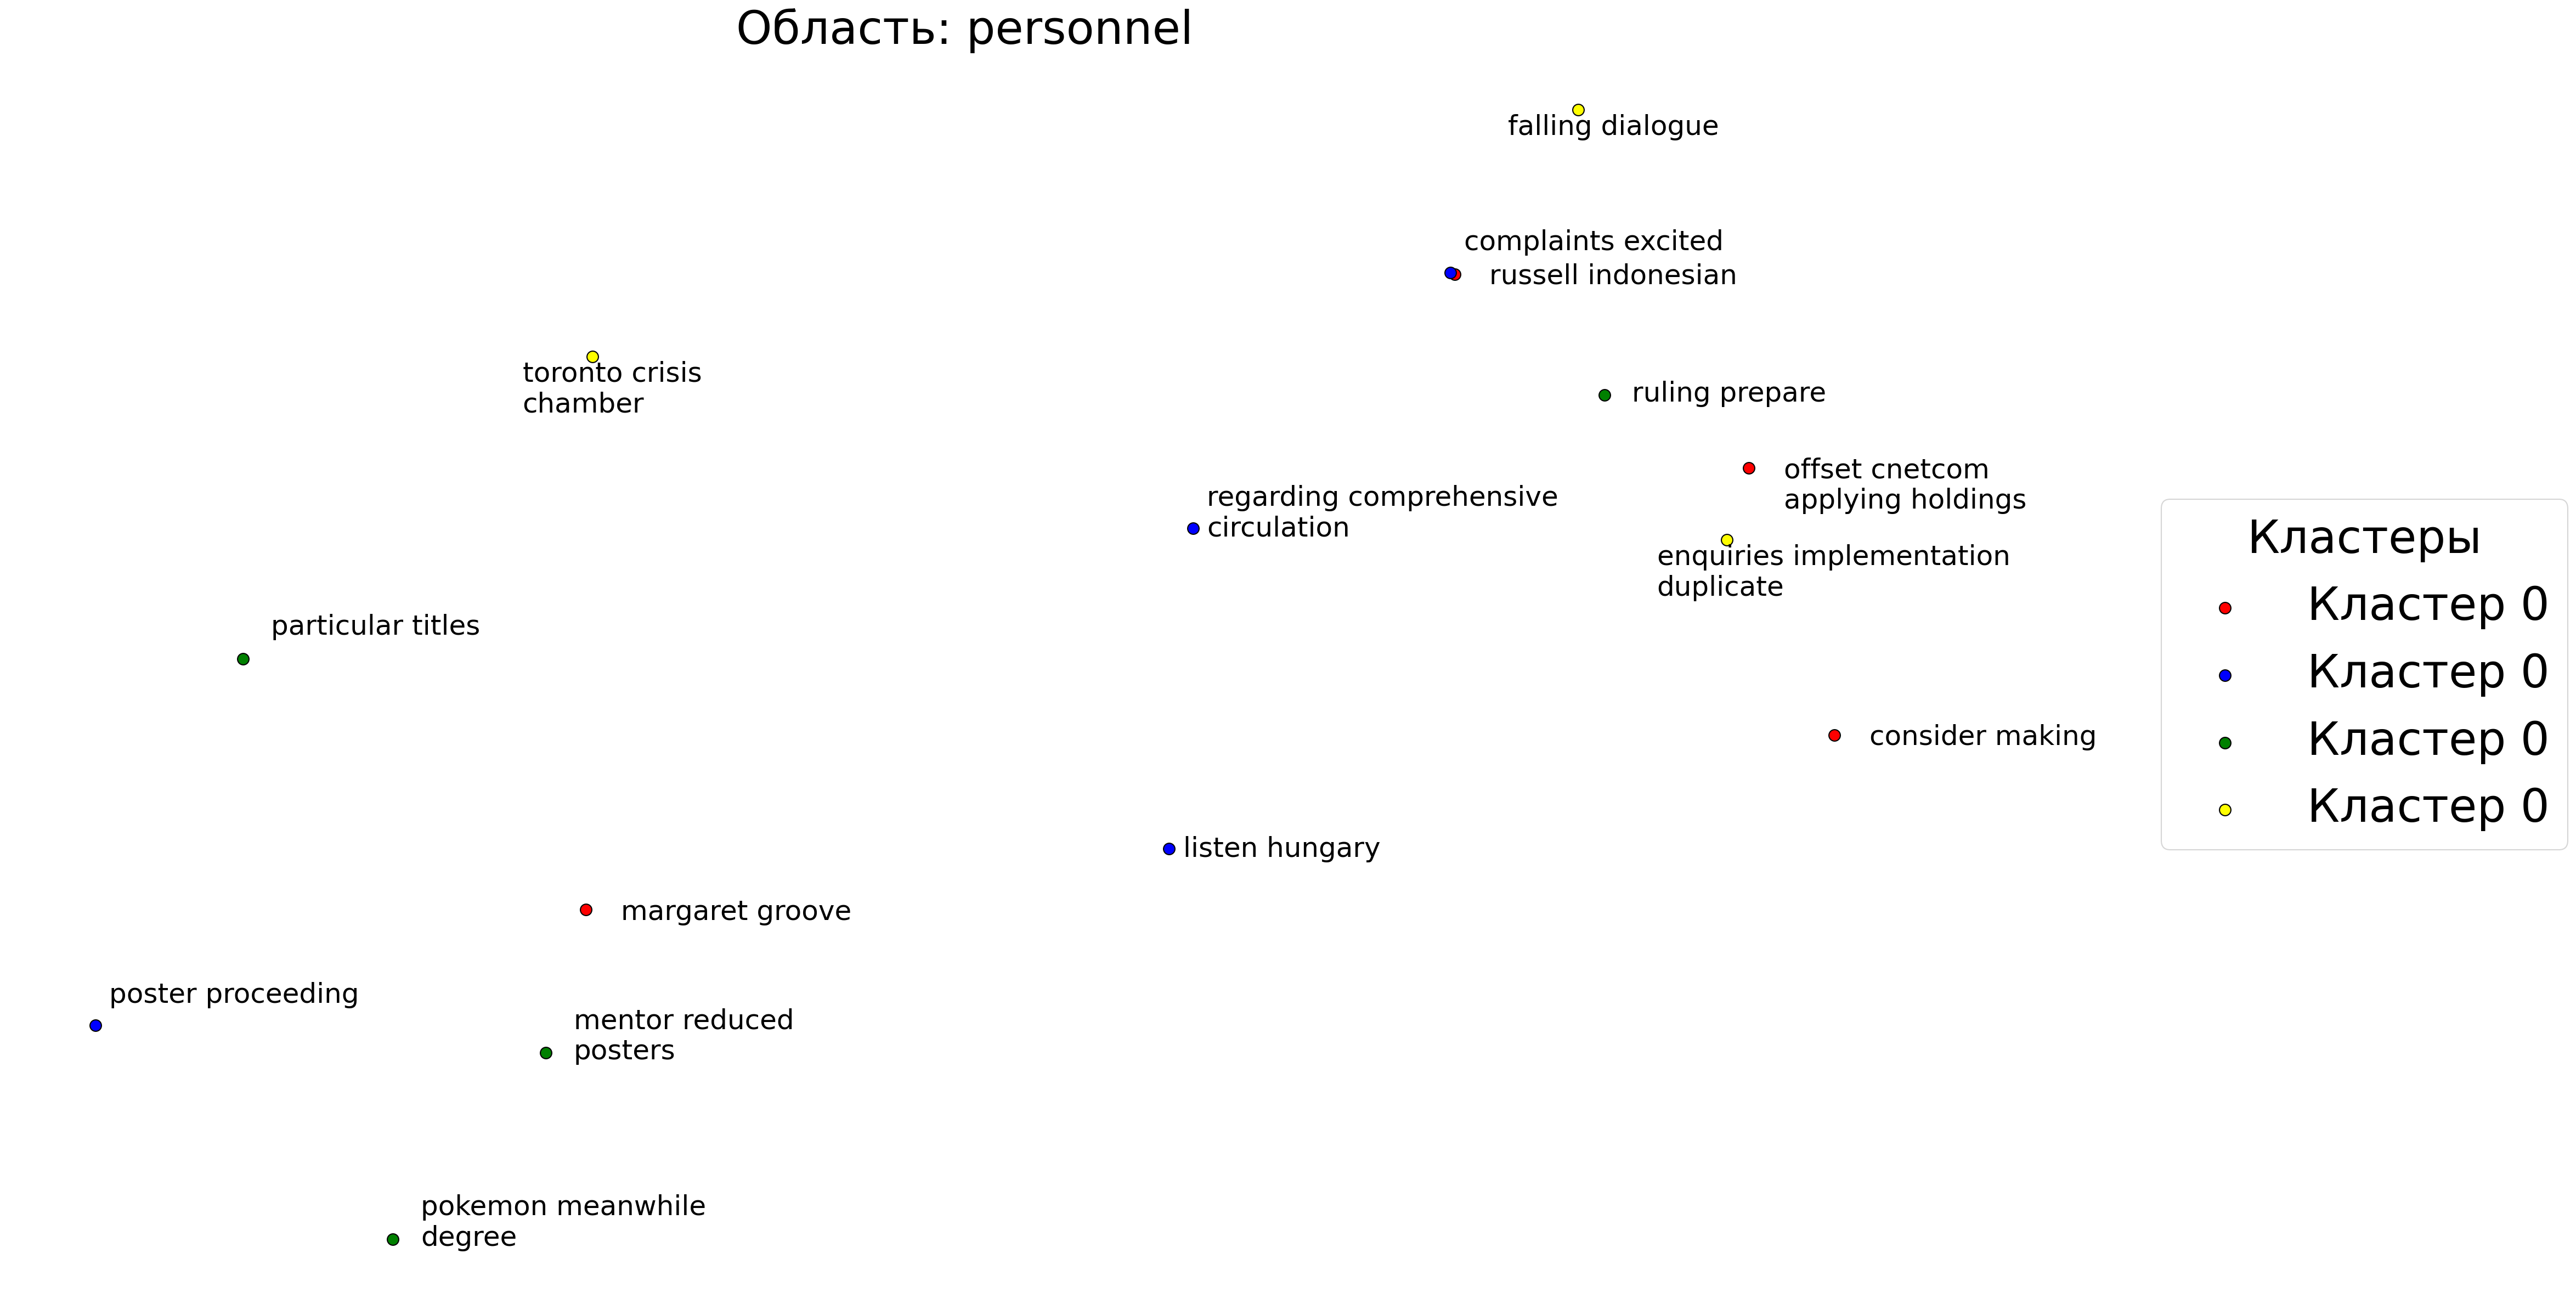 Область: personnel
falling dialogue
complaints excited
russell indonesian
toronto crisis
chamber
ruling prepare
offset cnetcom
applying holdings
regarding comprehensive
circulation
enquiries implementation
duplicate
particular titles
consider making
listen hungary
margaret groove
poster proceeding
mentor reduced
posters
pokemon meanwhile
degree
Кластеры
Кластер 0
Кластер 0
Кластер 0
Кластер 0